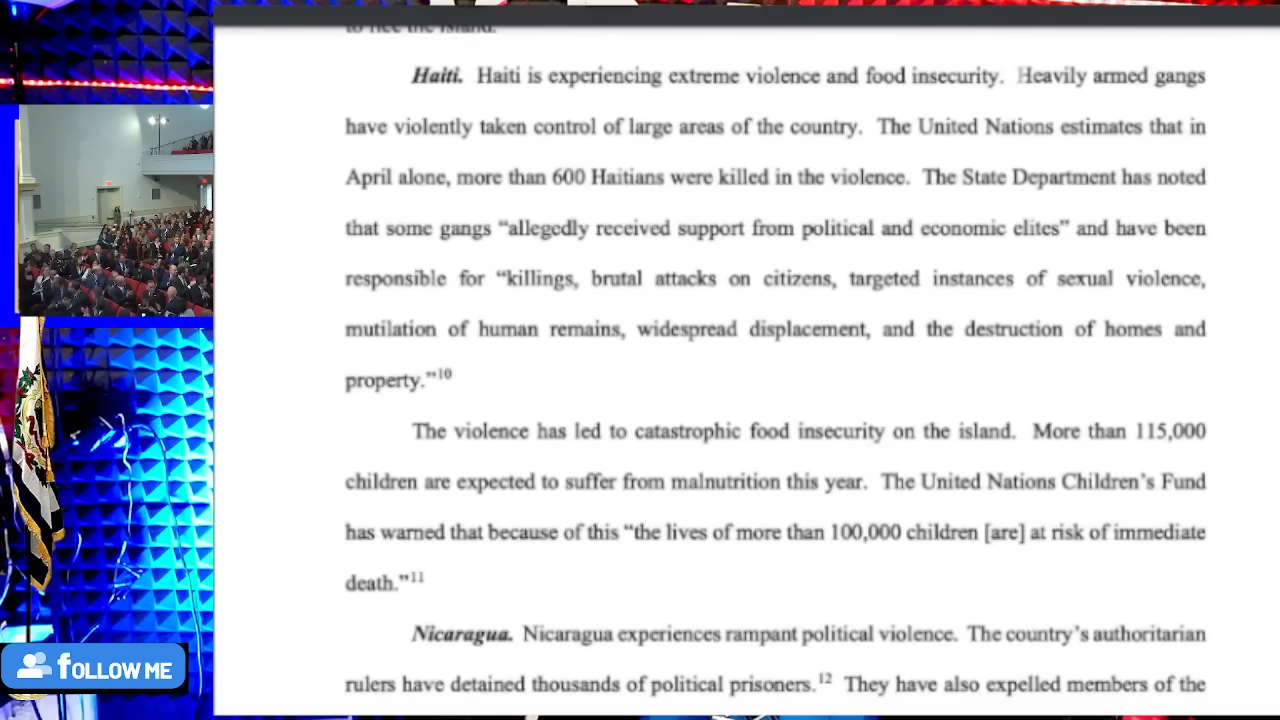 to flee the island.
Haiti. Haiti is experiencing extreme violence and food insecurity. Heavily armed gangs
have violently taken control of large areas of the country. The United Nations estimates that in
April alone, more than 600 Haitians were killed in the violence. The State Department has noted
that some gangs “allegedly received support from political and economic elites” and have been
responsible for “killings, brutal attacks on citizens, targeted instances of sexual violence,
mutilation of human remains, widespread displacement, and the destruction of homes and
property.”10
The violence has led to catastrophic food insecurity on the island. More than 115,000
children are expected to suffer from malnutrition this year. The United Nations Children’s Fund
has warned that because of this “the lives of more than 100,000 children [are] at risk of immediate
death.”11
Nicaragua. Nicaragua experiences rampant political violence. The country’s authoritarian
rulers have detained thousands of political prisoners.12 They have also expelled members of the
fOLLOW ME